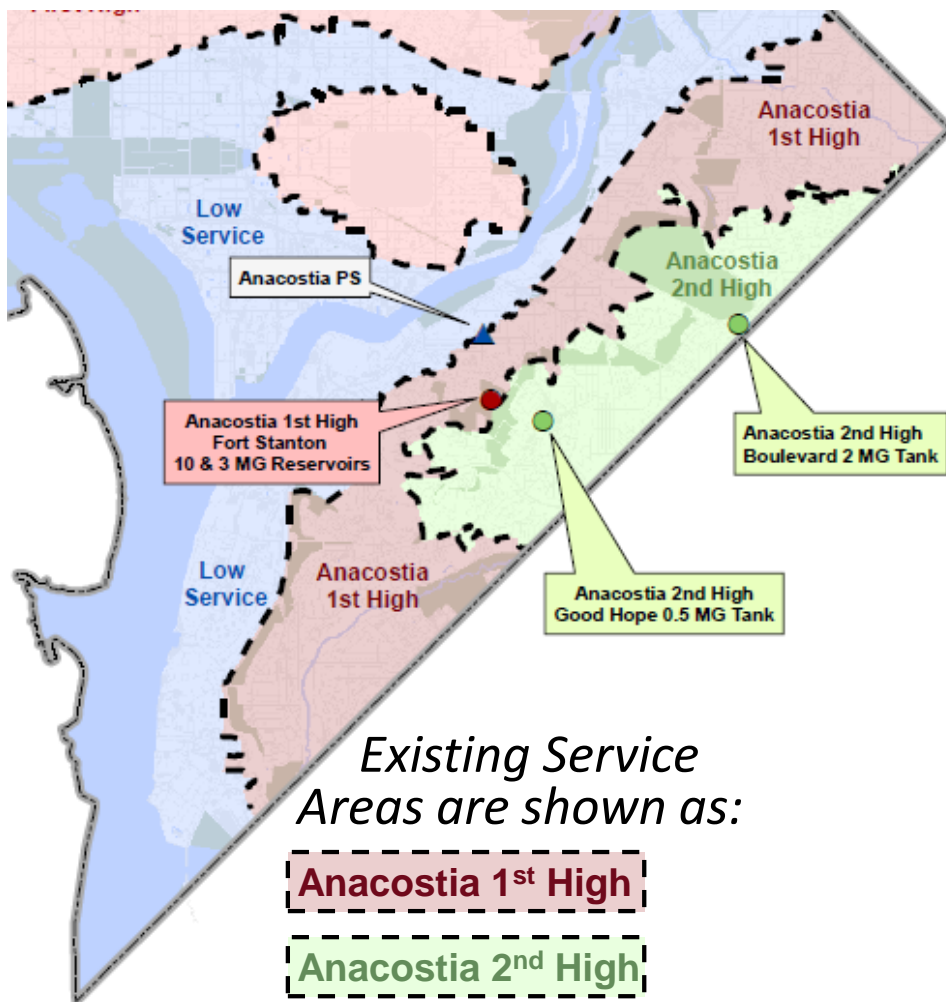 First High
Anacostia
1st High
Low
Service
Anacostia PS
Anacostia
2nd High
Anacostia 1st High
Fort Stanton
10 & 3 MG Reservoirs
Anacostia 2nd High
Boulevard 2 MG Tank
Low
Service
Anacostia
1st High
Anacostia 2nd High
Good Hope 0.5 MG Tank
Existing Service
Areas are shown as:
Anacostia 1st High
Anacostia 2nd High